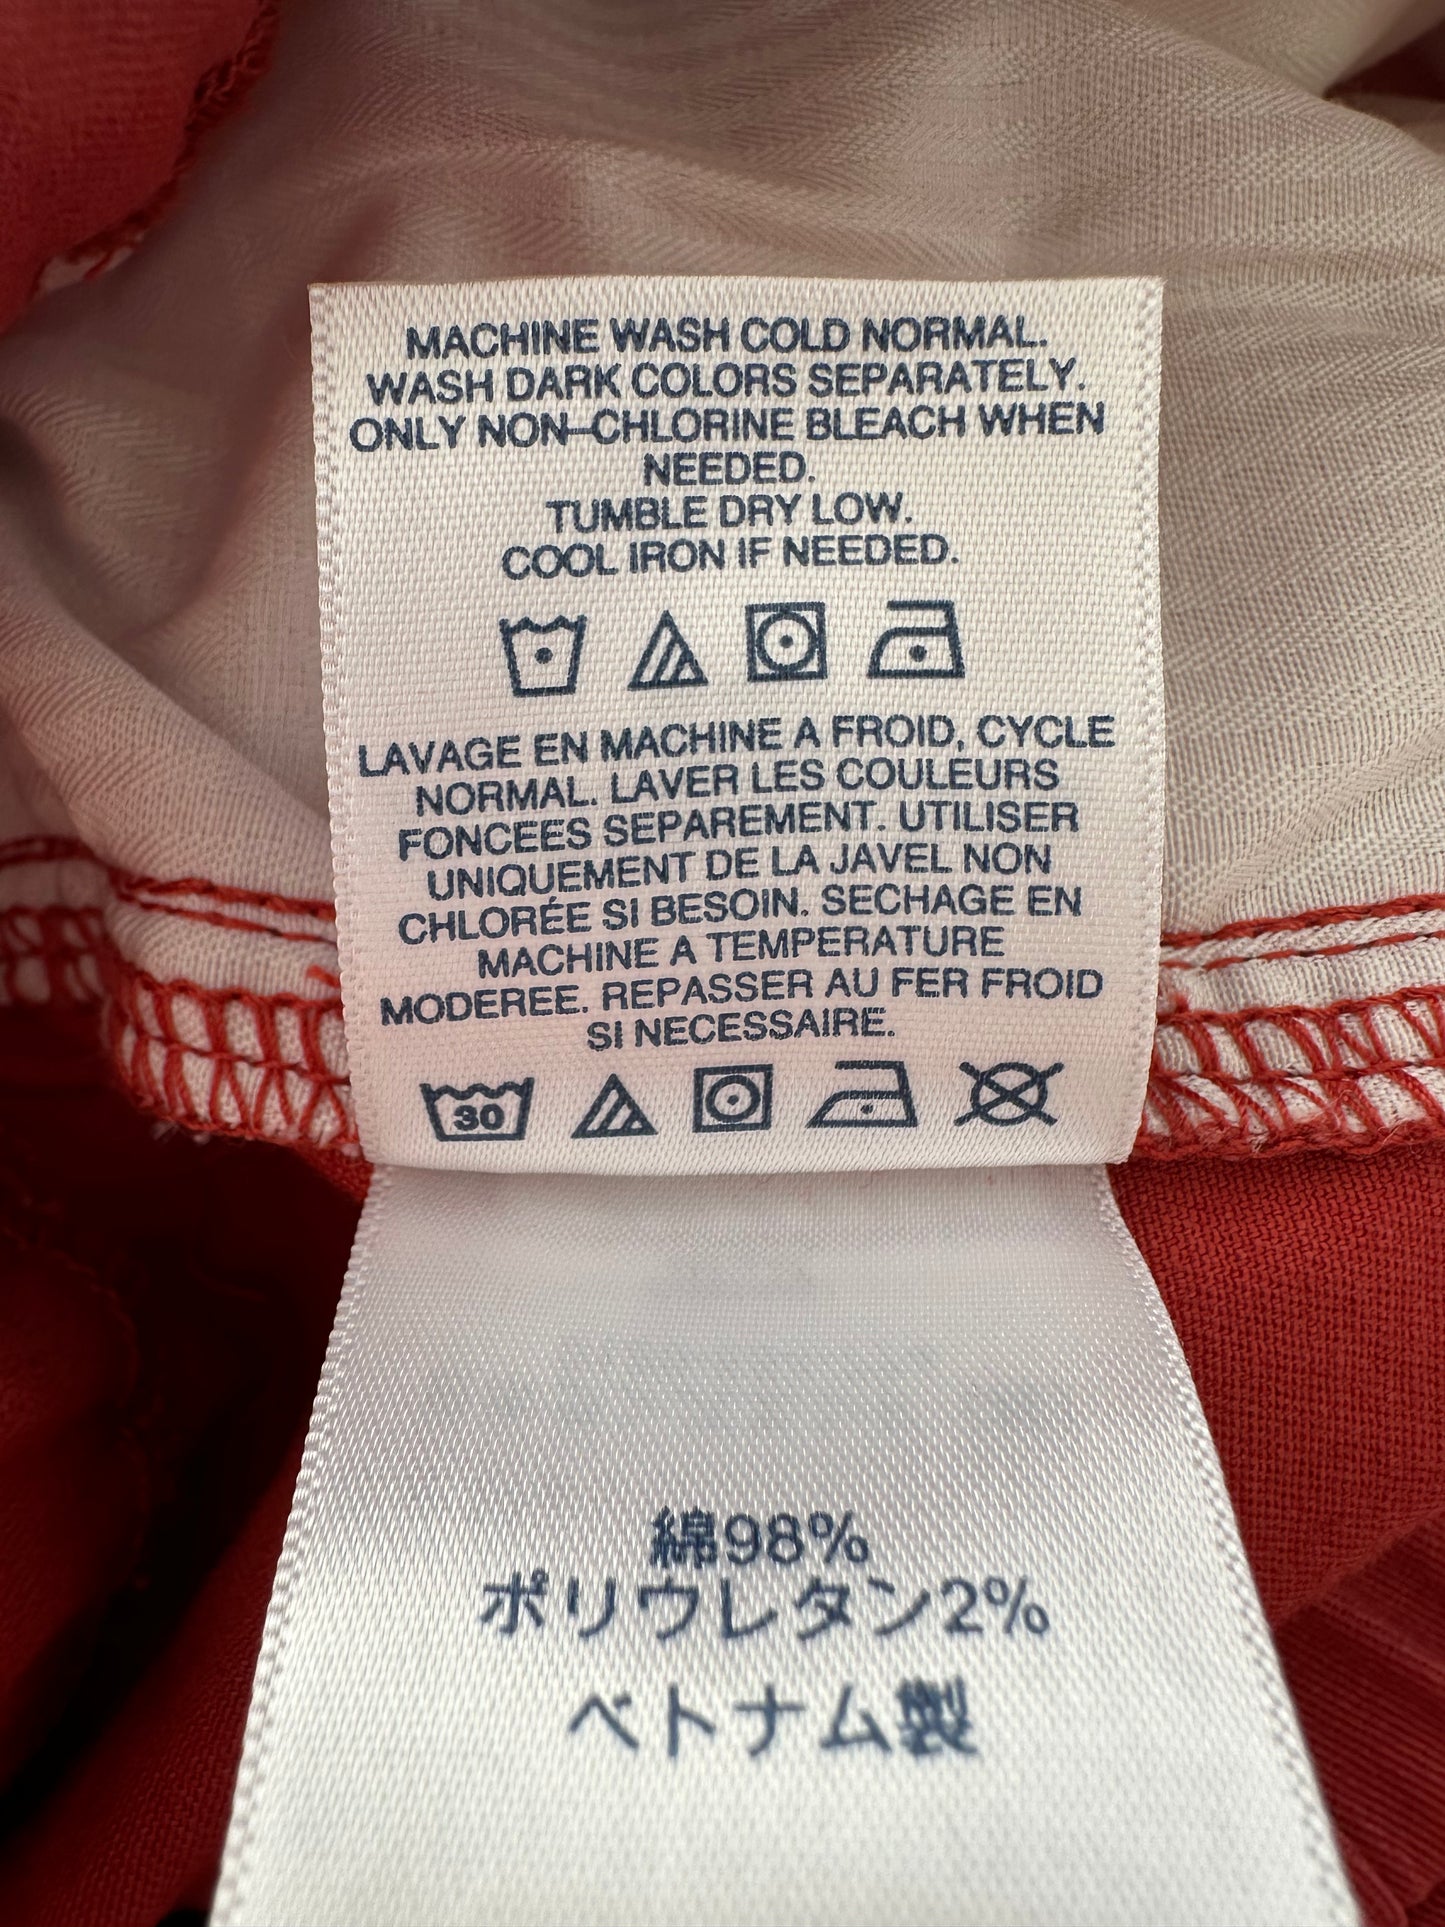 MACHINE WASH COLD NORMAL.
WASH DARK COLORS SEPARATELY.
ONLY NON-CHLORINE BLEACH WHEN
NEEDED.
TUMBLE DRY LOW.
COOL IRON IF NEEDED.
LAVAGE EN MACHINE A FROID, CYCLE
NORMAL. LAVER LES COULEURS
FONCEES SEPAREMENT. UTILISER
UNIQUEMENT DE LA JAVEL NON
CHLORÉE SI BESOIN. SECHAGE EN
MACHINE A TEMPERATURE
MODEREE. REPASSER AU FER FROID
SI NECESSAIRE.
30
綿98%
ポリウレタン2%
ベトナム製